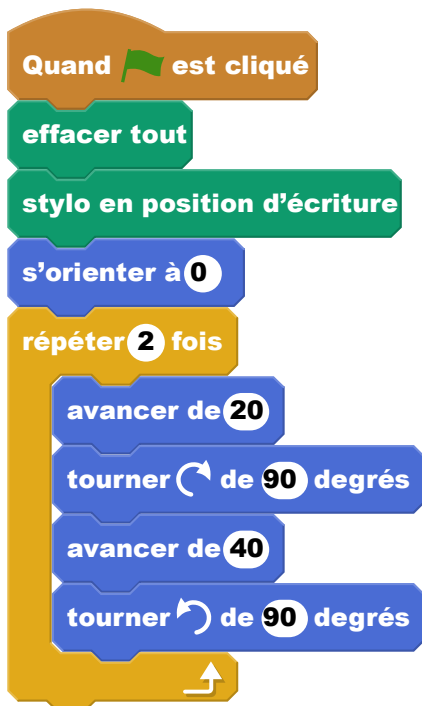 Quand est cliqué
effacer tout
stylo en position d’écriture
s’orienter à 0
répéter 2 fois
avancer de 20
tourner de 90 degrés
avancer de 40
tourner de 90 degrés